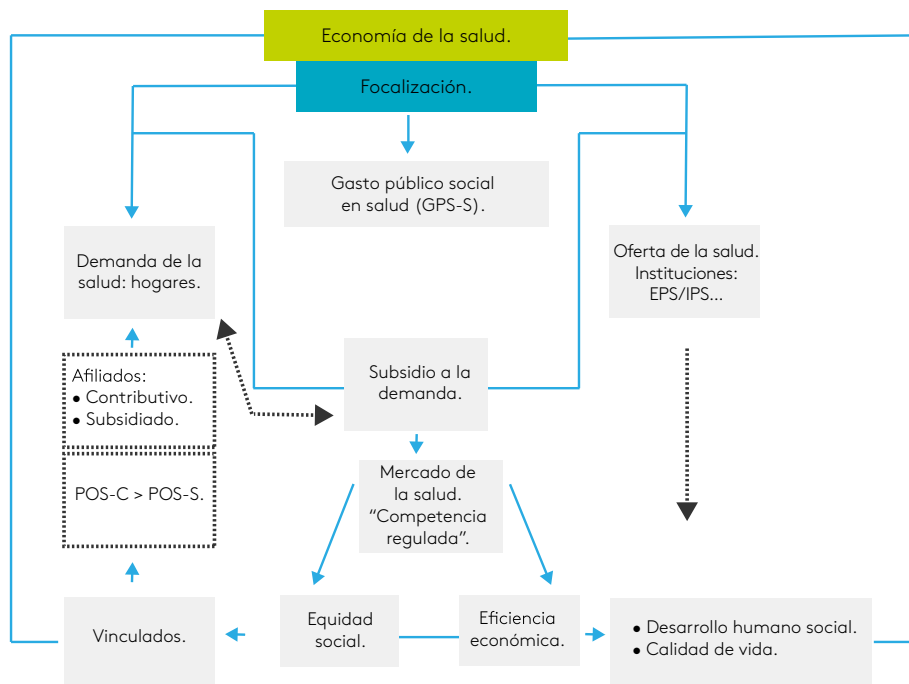 Economía de la salud.
Focalización.
Gasto público social
en salud (GPS-S).
Demanda de la
salud: hogares.
Oferta de la salud.
Instituciones:
EPS/IPS...
Afiliados:
• Contributivo.
• Subsidiado.
Subsidio a la
demanda.
POS-C > POS-S.
Mercado de
la salud.
“Competencia
regulada”.
Vinculados.
Equidad
social.
Eficiencia
económica.
• Desarrollo humano social.
• Calidad de vida.